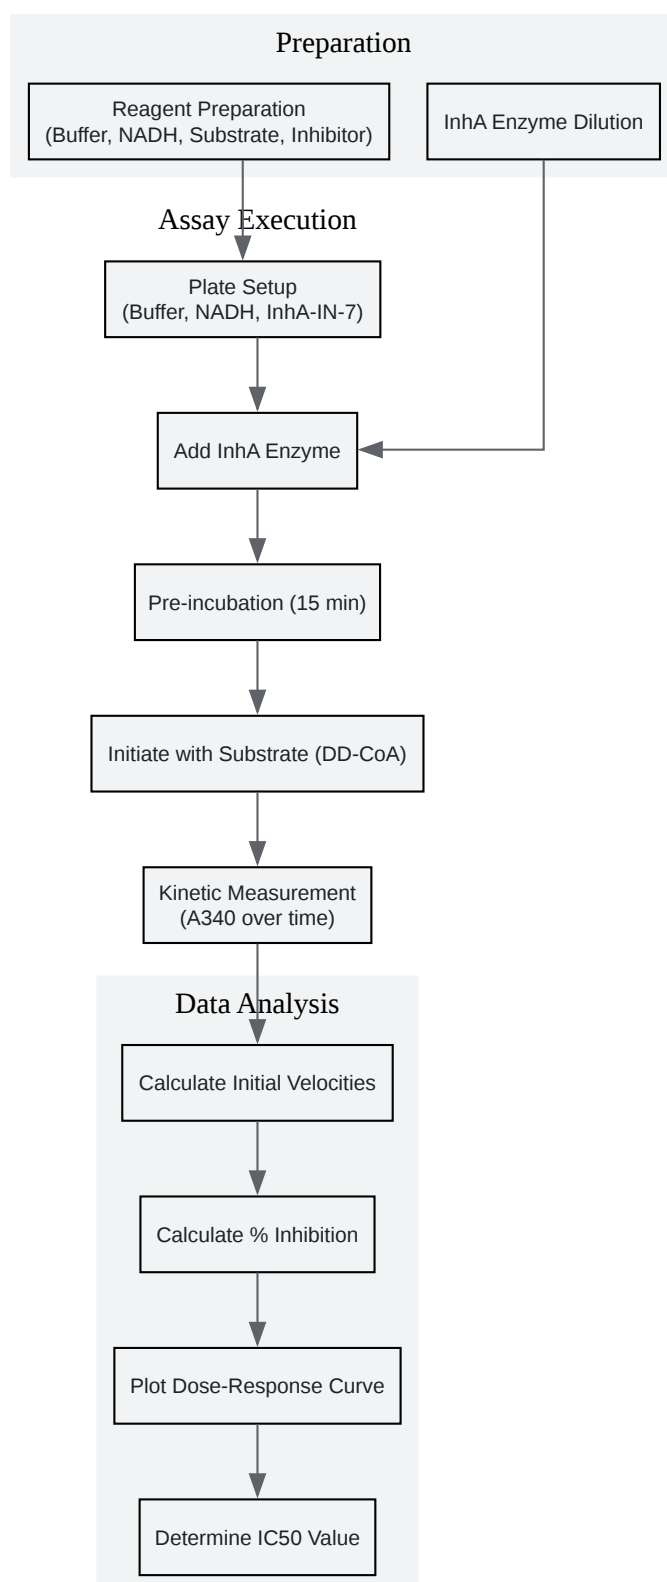 Preparation
Reagent Preparation
(Buffer, NADH, Substrate, Inhibitor)
InhA Enzyme Dilution
Assay Execution
Plate Setup
(Buffer, NADH, InhA-IN-7)
Add InhA Enzyme
Pre-incubation (15 min)
Initiate with Substrate (DD-CoA)
Kinetic Measurement
(A340 over time)
Data Analysis
Calculate Initial Velocities
Calculate % Inhibition
Plot Dose-Response Curve
Determine IC50 Value